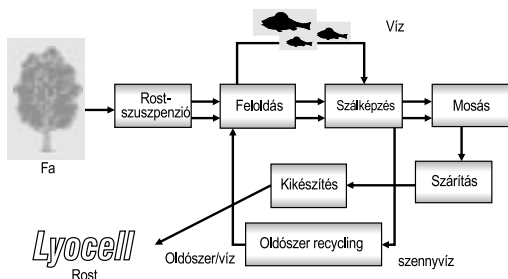 Víz
Rost-
szuszpenzió
Feloldás
Szálképzés
Mosás
Fa
Kikészítés
Szárítás
Lyocell
Rost
Oldószer/víz
Oldószer recycling
szennyvíz